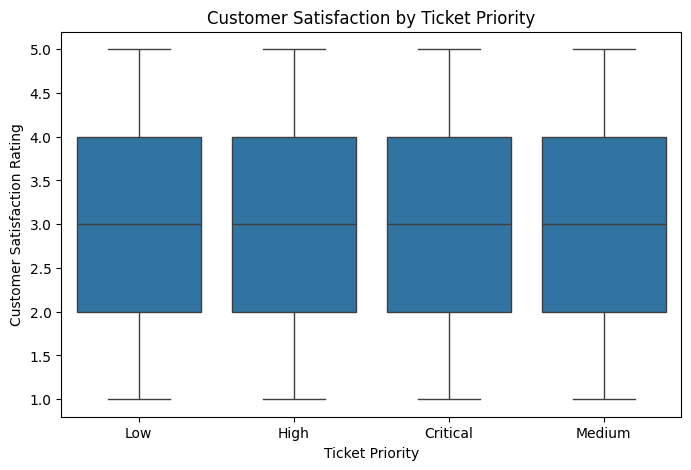 Customer Satisfaction by Ticket Priority
Customer Satisfaction Rating
5.0
4.5
4.0
3.5
3.0
2.5
2.0
1.5
1.0
Low High Critical Medium
Ticket Priority